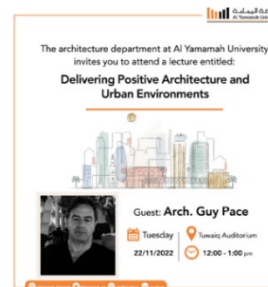 Al Yamamah Univ
The architecture department at Al Yamamah University
invites you to attend a lecture entitled:
Delivering Positive Architecture and
Urban Environments
Guest: Arch. Guy Pace
Tuesday
Tuwaiq Auditorium
22/11/2022
12:00 - 1:00 pm